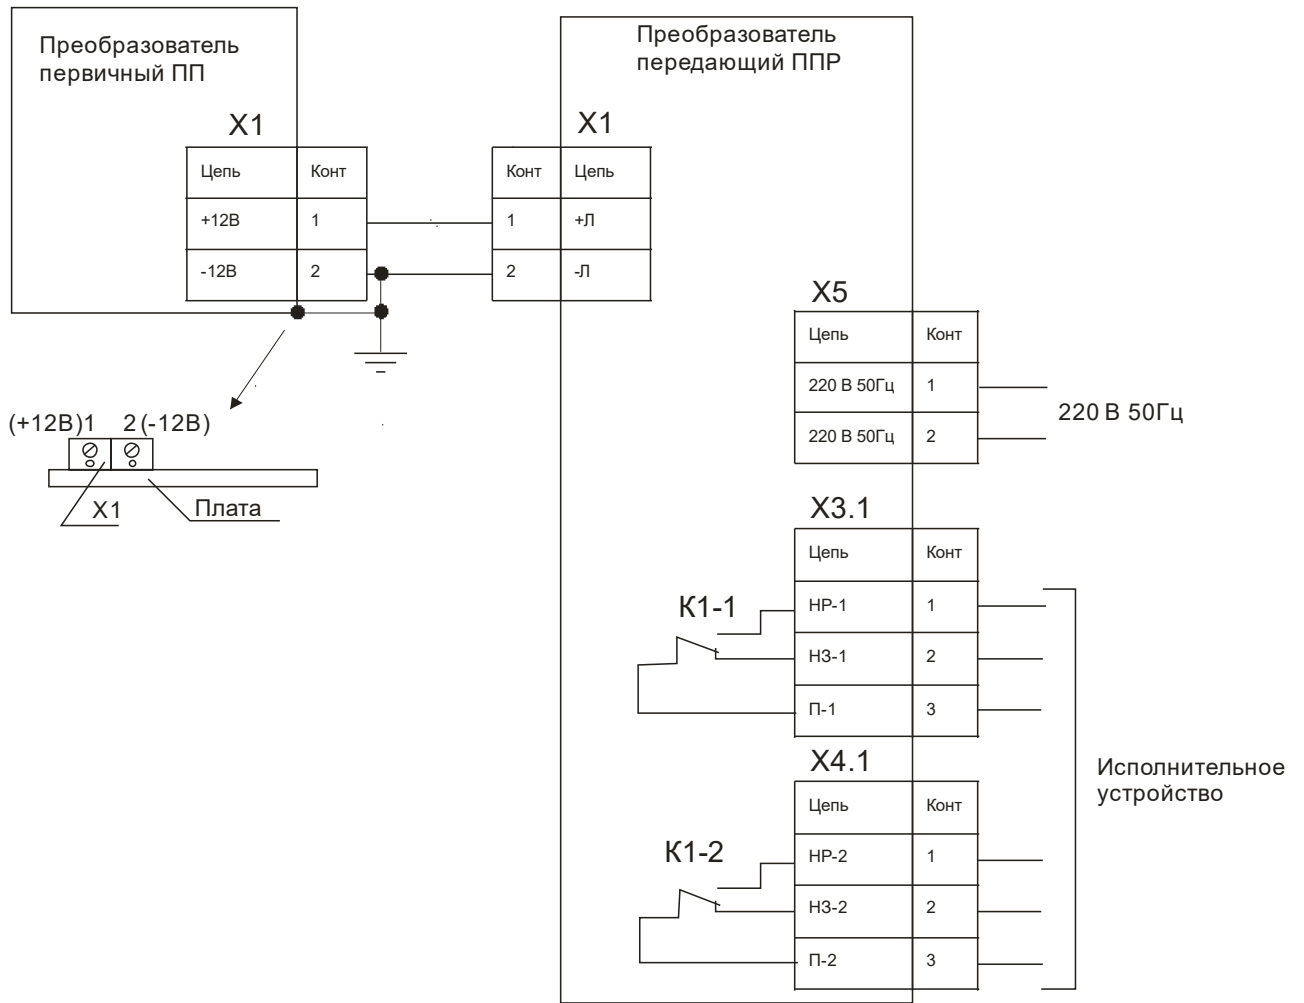 Преобразователь
первичный ПП
X1
Цепь Конт
+12В 1
-12В 2
Преобразователь
передающий ППР
X1
Конт Цепь
1 +Л
2 -Л
(+12В)1 2(-12В)
X1 Плата
X5
Цепь Конт
220 В 50Гц 1
220 В 50Гц 2
220 В 50Гц
X3.1
Цепь Конт
К1-1
НР-1 1
НЗ-1 2
П-1 3
X4.1
Цепь Конт
К1-2
НР-2 1
НЗ-2 2
П-2 3
Исполнительное
устройство